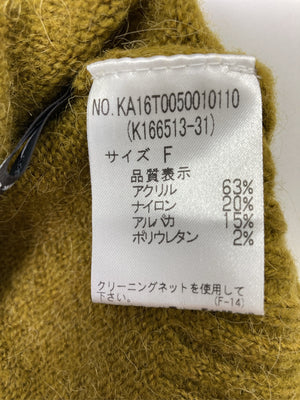 NO.KA16T0050010110
(K166513-31)
サイズ F
品質表示
アクリル 63%
ナイロン 20%
アルパカ 15%
ポリウレタン 2%
クリーニングネットを使用して
下さい。 (F-14)